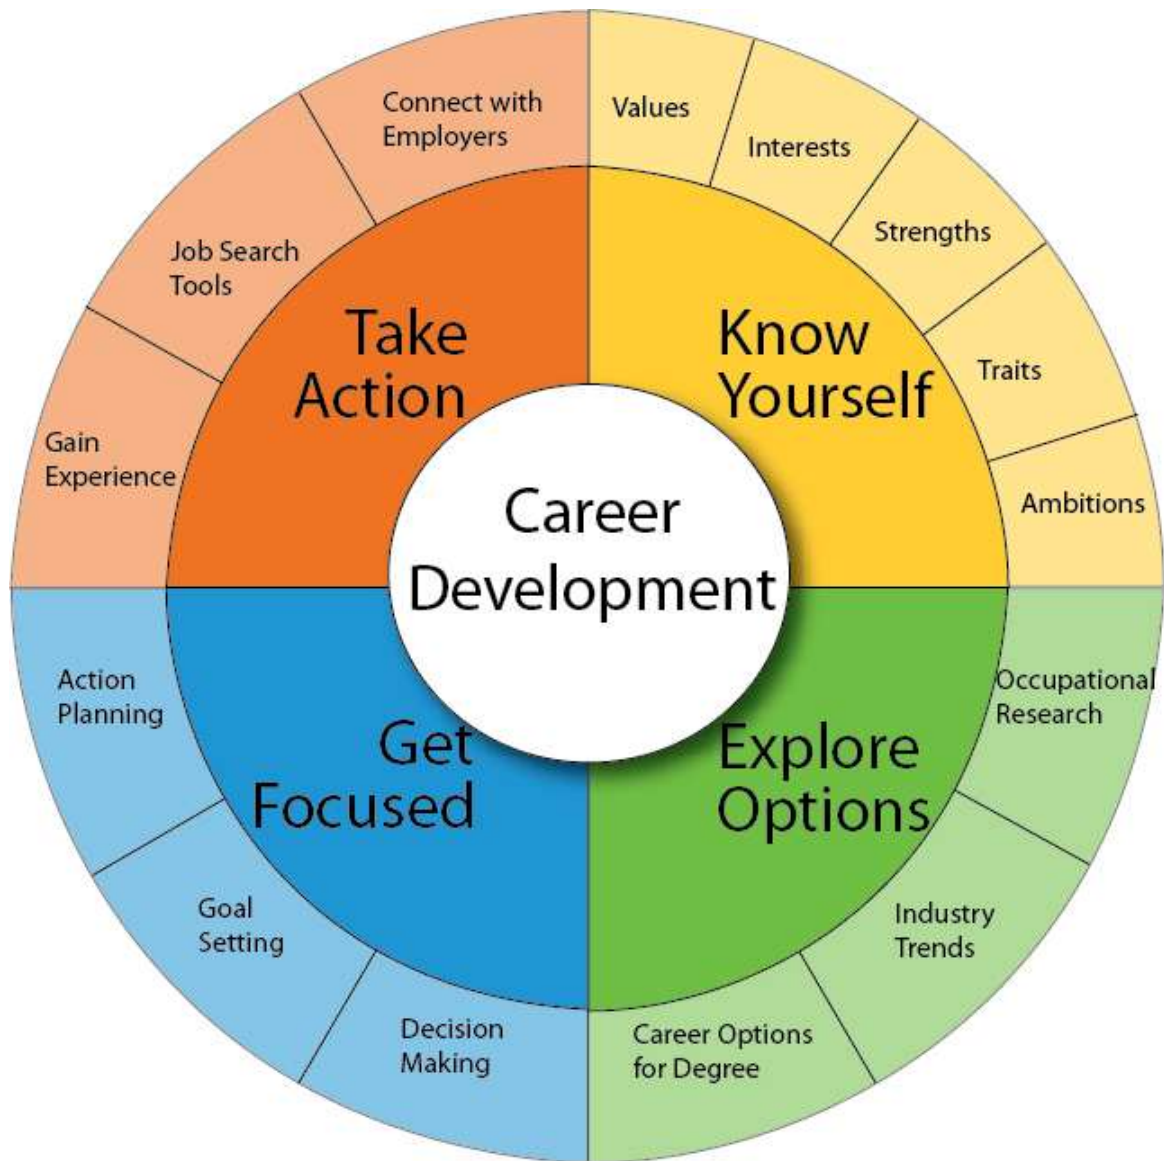 Career
Development
Know
Yourself
Values
Interests
Strengths
Traits
Ambitions
Explore
Options
Occupational
Research
Industry
Trends
Career Options
for Degree
Get
Focused
Decision
Making
Goal
Setting
Action
Planning
Take
Action
Gain
Experience
Job Search
Tools
Connect with
Employers